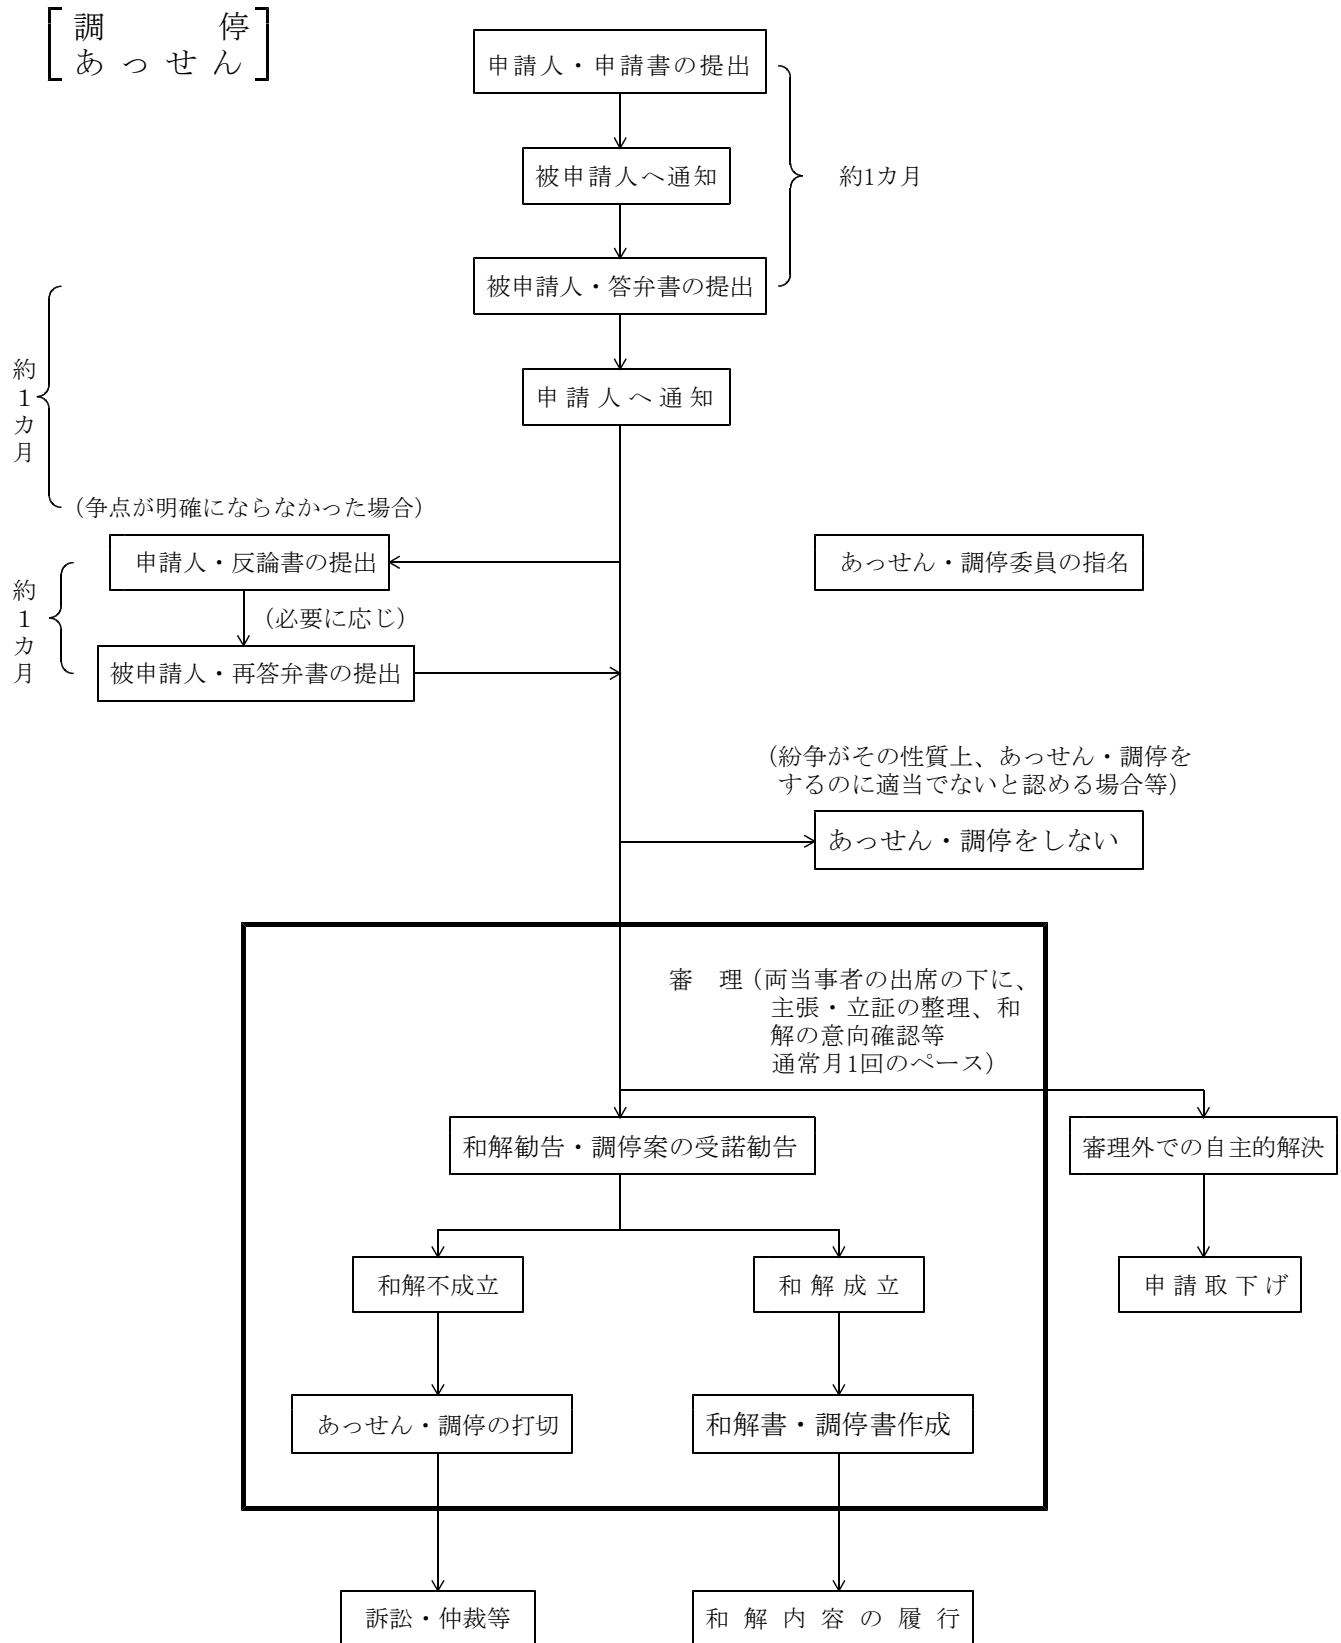 調　　　停
あっせん
申請人・申請書の提出
被申請人へ通知
約1カ月
被申請人・答弁書の提出
申請人へ通知
約1カ月
(争点が明確にならなかった場合)
申請人・反論書の提出
あっせん・調停委員の指名
約1カ月
(必要に応じ)
被申請人・再答弁書の提出
(紛争がその性質上、あっせん・調停を
するのに適当でないと認める場合等)
あっせん・調停をしない
審　理(両当事者の出席の下に、
主張・立証の整理、和
解の意向確認等
通常月1回のペース)
和解勧告・調停案の受諾勧告
審理外での自主的解決
和解不成立
和解成立
申請取下げ
あっせん・調停の打切
和解書・調停書作成
訴訟・仲裁等
和解内容の履行